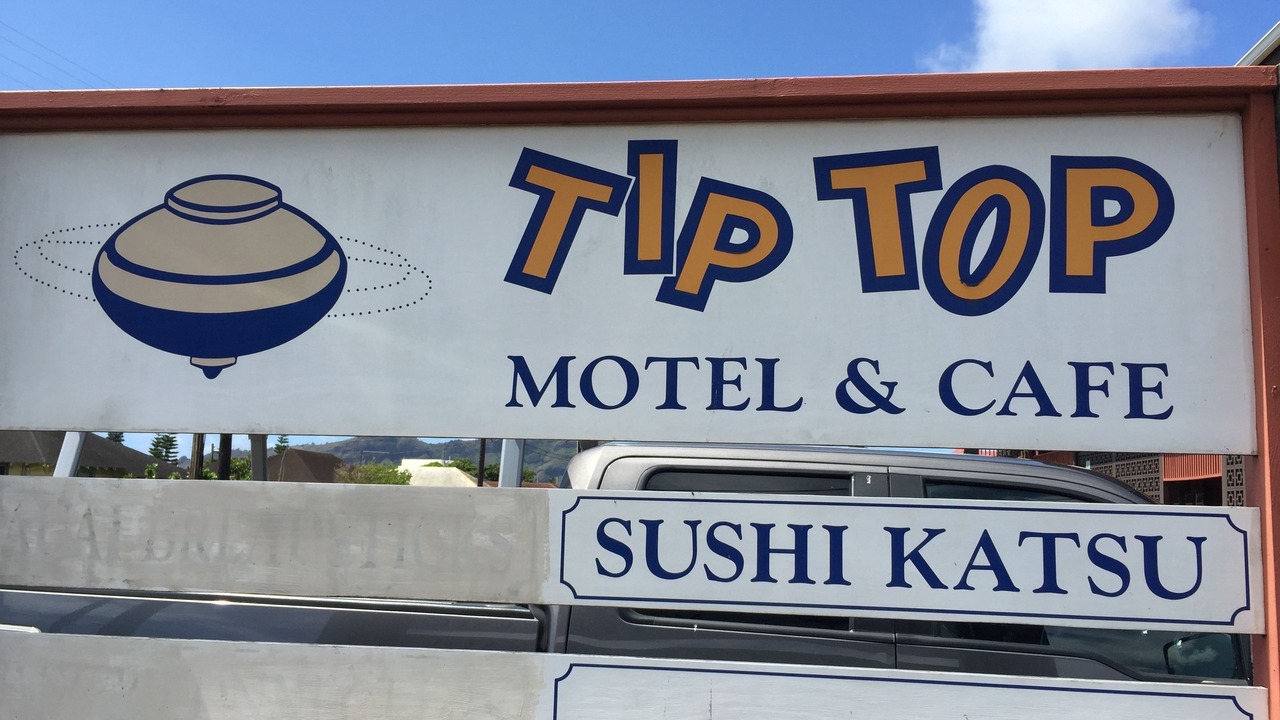 TIP TOP
MOTEL & CAFE
SUSHI KATSU